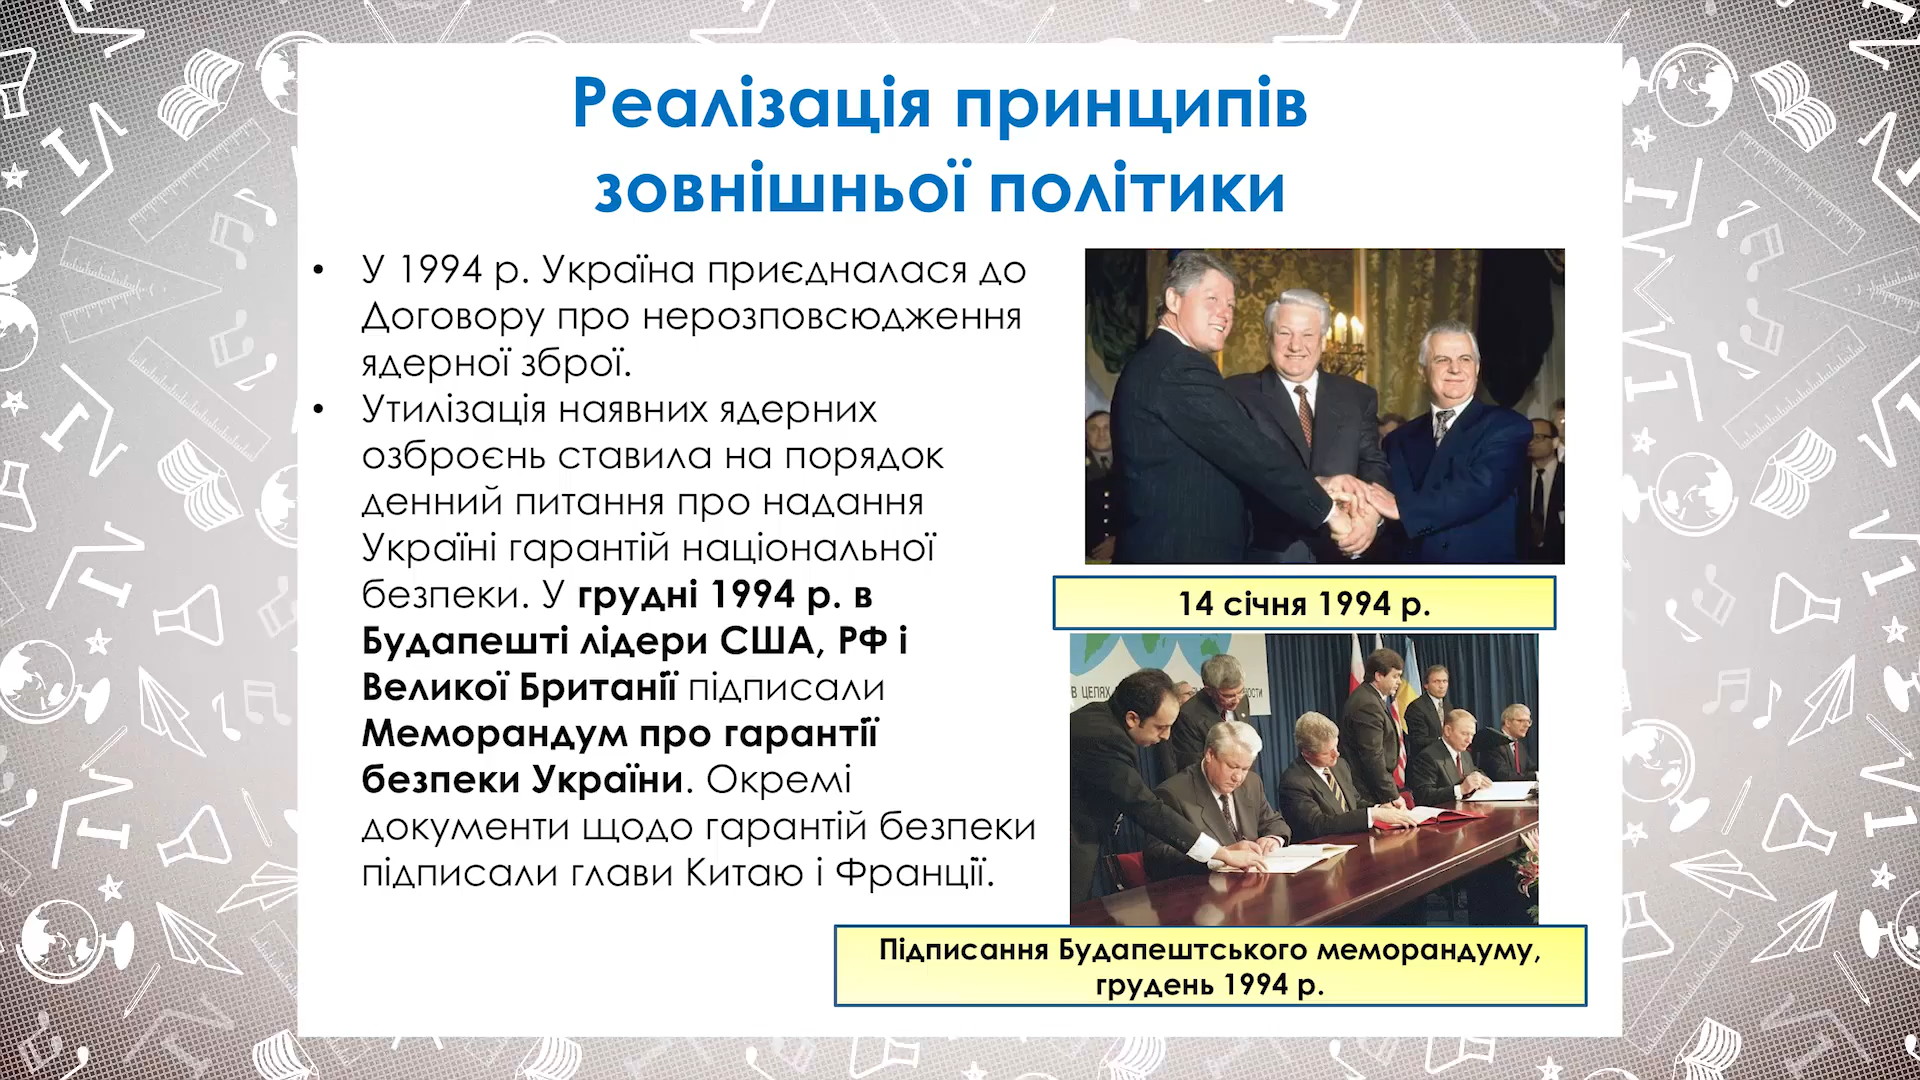 Реалізація принципів
зовнішньої політики
• У 1994 р. Україна приєдналася до
Договору про нерозповсюдження
ядерної зброї.
• Утилізація наявних ядерних
озброєнь ставила на порядок
денний питання про надання
Україні гарантій національної
безпеки. У грудні 1994 р. в
Будапешті лідери США, РФ і
Великої Британії підписали
Меморандум про гарантії
безпеки України. Окремі
документи щодо гарантій безпеки
підписали глави Китаю і Франції.
14 січня 1994 р.
В ЦЕЛЯХ
Підписання Будапештського меморандуму,
грудень 1994 р.